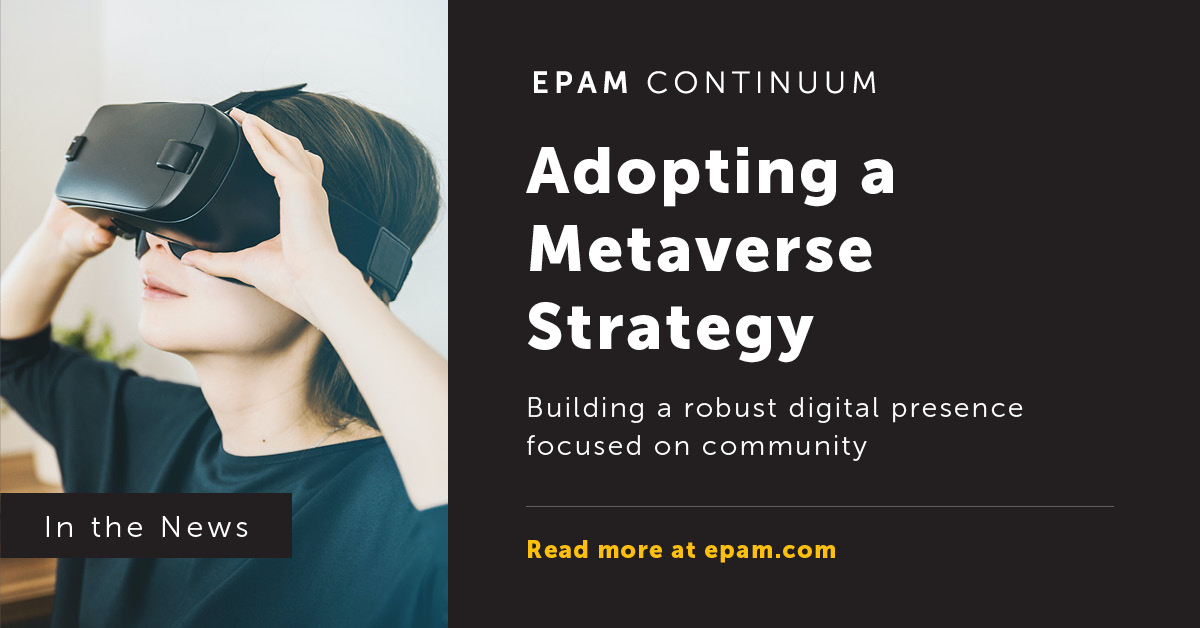 EPAM CONTINUUM
Adopting a
Metaverse
Strategy
Building a robust digital presence
focused on community
In the News
Read more at epam.com